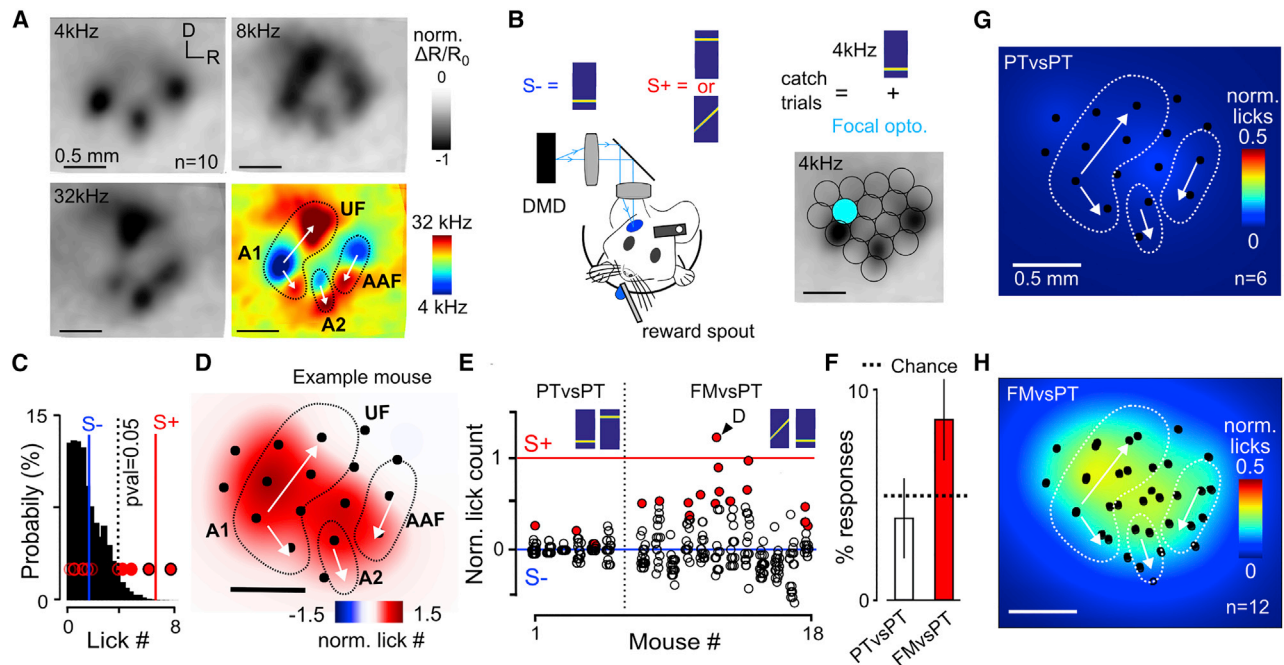 A
4kHz
D
R
0.5 mm
n=10
8kHz
norm.
ΔR/R0
0
-1
32kHz
UF
A1
AAF
A2
32 kHz
4 kHz
B
S- =
S+ = or
4kHz
catch
trials
=
+
Focal opto.
DMD
reward spout
4kHz
C
15
S-
S+
pval=0.05
Probabily (%)
0
0
8
Lick #
D
Example mouse
UF
A1
AAF
A2
-1.5
1.5
norm. lick #
E
PTvsPT
FMvsPT
D
S+
1
Norm. lick count
0
S-
1
18
Mouse #
F
Chance
10
% responses
0
PTvsPT
FMvsPT
G
PTvsPT
norm.
licks
0.5
0
0.5 mm
n=6
H
FMvsPT
norm.
licks
0.5
0
n=12